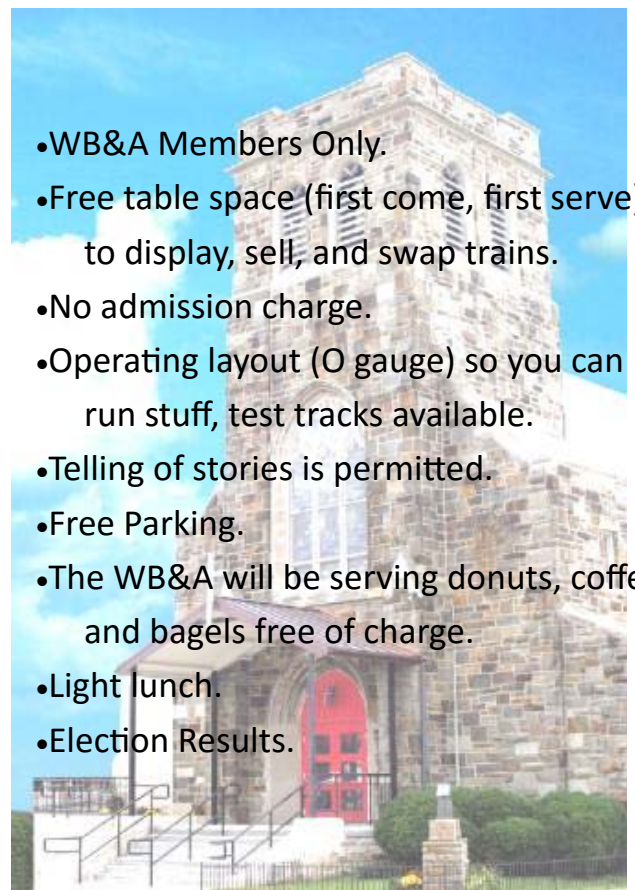 •WB&A Members Only.
•Free table space (first come, first serve)
to display, sell, and swap trains.
•No admission charge.
•Operating layout (O gauge) so you can
run stuff, test tracks available.
•Telling of stories is permitted.
•Free Parking.
•The WB&A will be serving donuts, coffe
and bagels free of charge.
•Light lunch.
•Election Results.